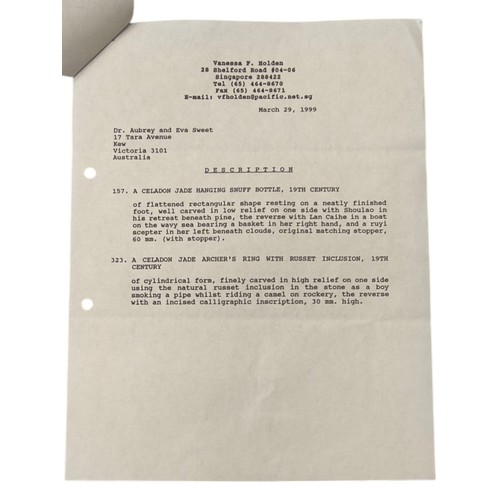 Vanessa F. Holden
28 Shelford Road #04-06
Singapore 288422
Tel (65) 464-8670
Fax (65) 464-8671
E-mail: vfholden@pacific.net.sg
March 29, 1999
Dr. Aubrey and Eva Sweet
17 Tara Avenue
Kew
Victoria 3101
Australia
DESCRIPTION
157. A CELADON JADE HANGING SNUFF BOTTLE, 19TH CENTURY
of flattened rectangular shape resting on a neatly finished
foot, well carved in low relief on one side with Shoulao in
his retreat beneath pine, the reverse with Lan Caihe in a boat
on the wavy sea bearing a basket in her right hand, and a ruyi
scepter in her left beneath clouds, original matching stopper,
60 mm. (with stopper).
323. A CELADON JADE ARCHER'S RING WITH RUSSET INCLUSION, 19TH
CENTURY
of cylindrical form, finely carved in high relief on one side
using the natural russet inclusion in the stone as a boy
smoking a pipe whilst riding a camel on rockery, the reverse
with an incised calligraphic inscription, 30 mm. high.